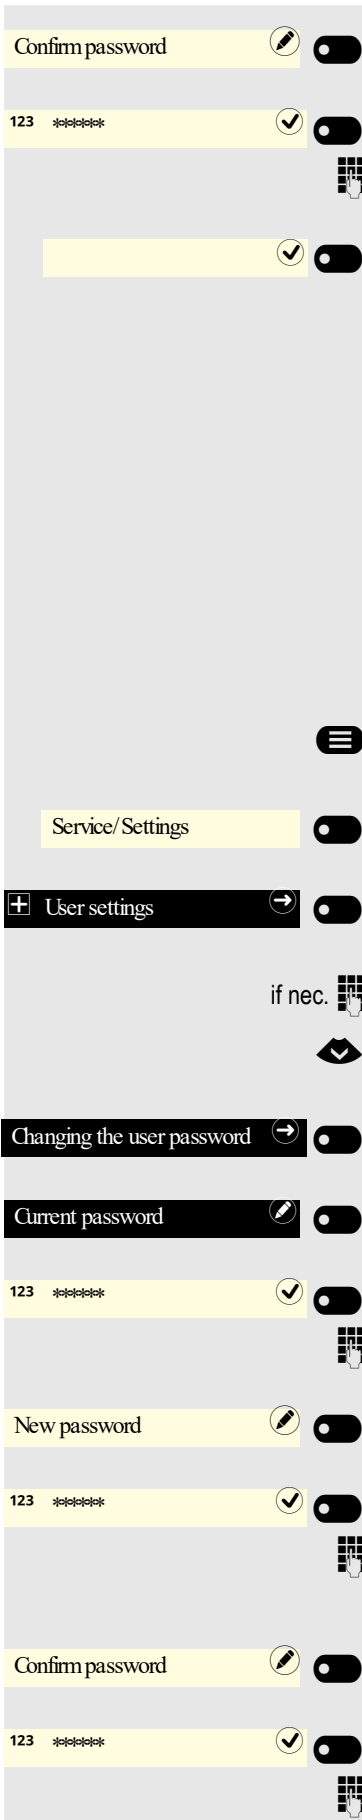 Confirm password
123 ******
Service/Settings
User settings
if nec.
Changing the user password
Current password
123 ******
New password
123 ******
Confirm password
123 ******